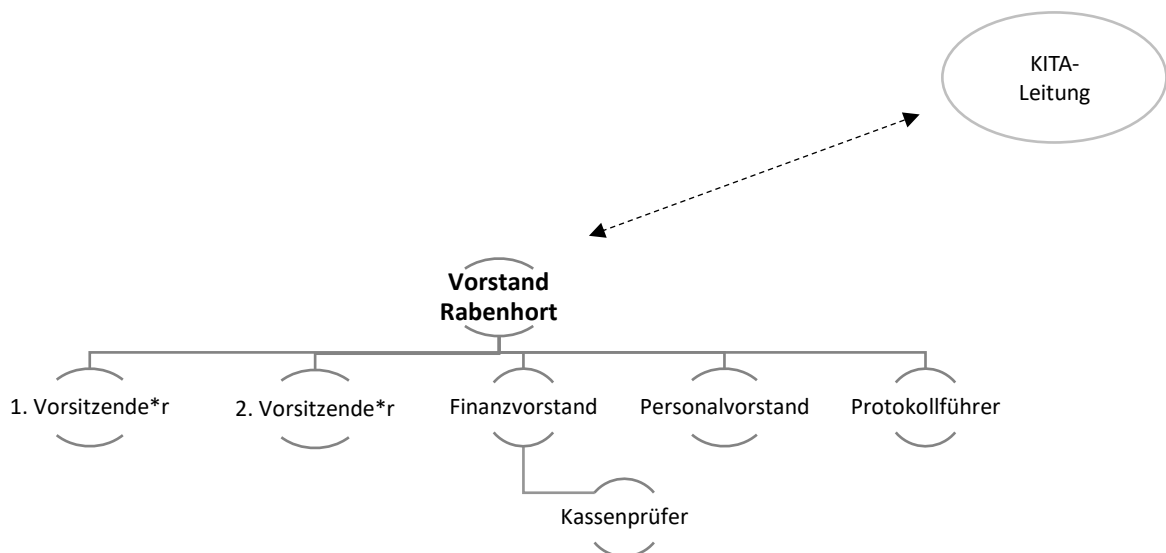 KITA-
Leitung
Vorstand
Rabenhort
1. Vorsitzende*r
2. Vorsitzende*r
Finanzvorstand
Personalvorstand
Protokollführer
Kassenprüfer